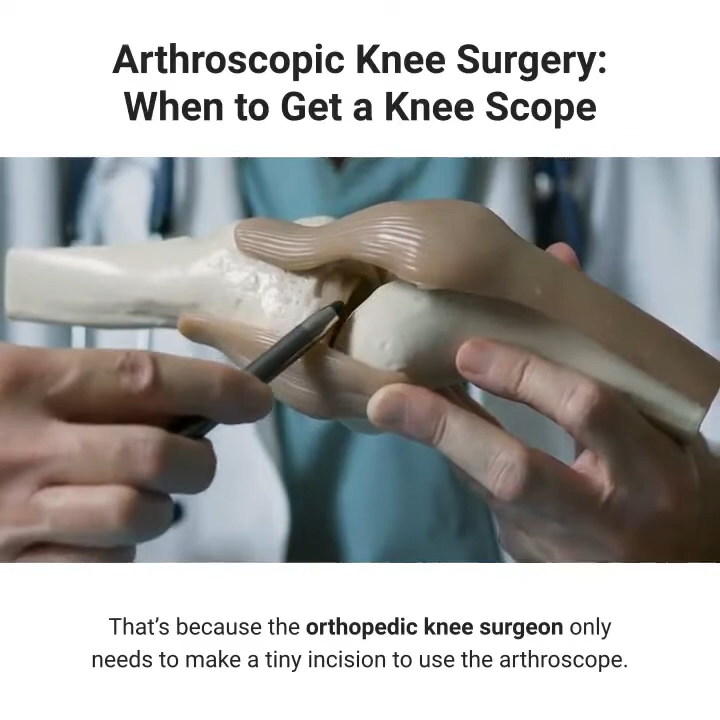 Arthroscopic Knee Surgery:
When to Get a Knee Scope
That's because the orthopedic knee surgeon only
needs to make a tiny incision to use the arthroscope.